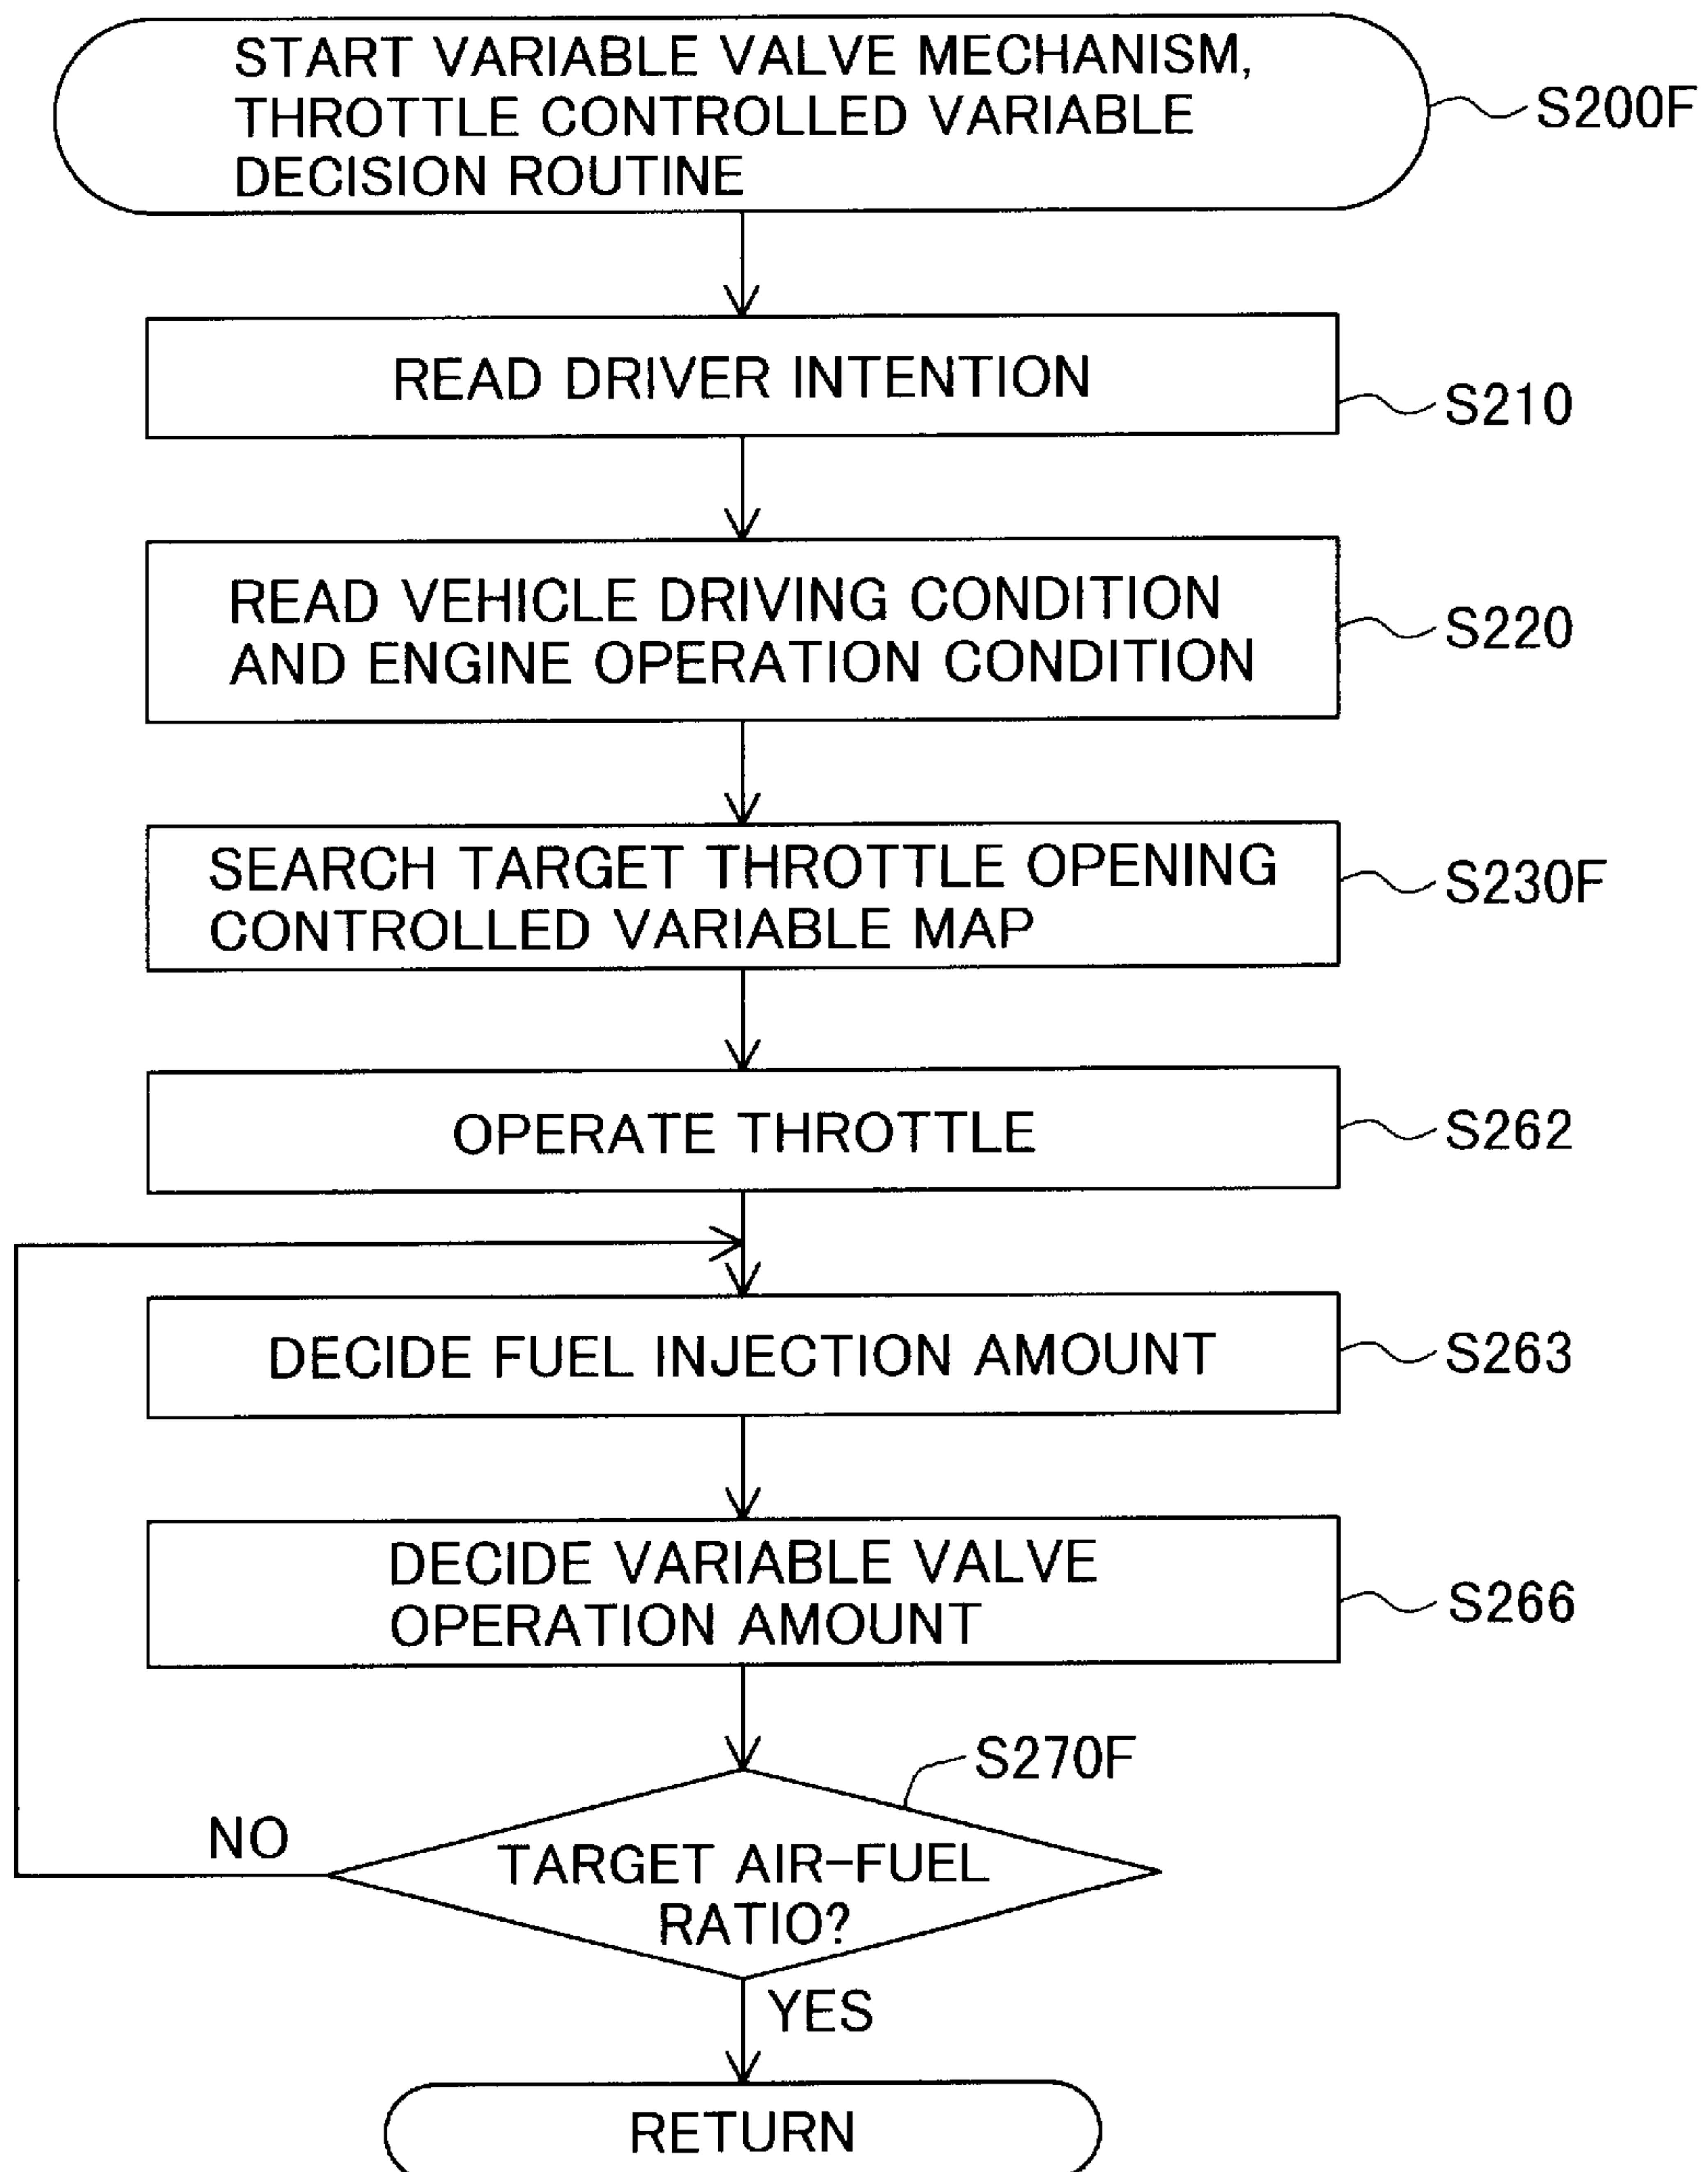 START VARIABLE VALVE MECHANISM,
THROTTLE CONTROLLED VARIABLE
DECISION ROUTINE
S200F
READ DRIVER INTENTION
S210
READ VEHICLE DRIVING CONDITION
AND ENGINE OPERATION CONDITION
S220
SEARCH TARGET THROTTLE OPENING
CONTROLLED VARIABLE MAP
S230F
OPERATE THROTTLE
S262
DECIDE FUEL INJECTION AMOUNT
S263
DECIDE VARIABLE VALVE
OPERATION AMOUNT
S266
S270F
NO
TARGET AIR-FUEL
RATIO?
YES
RETURN